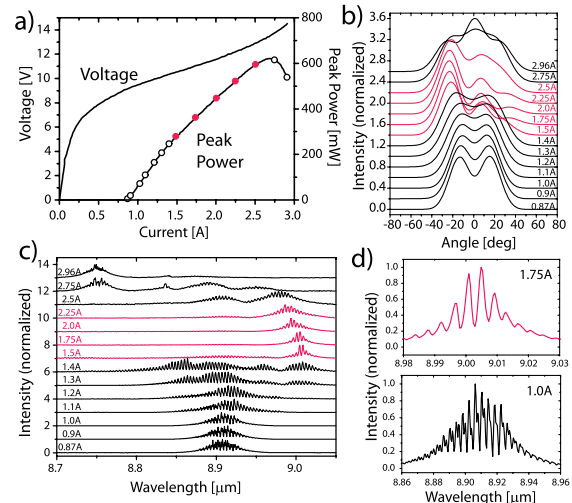 a)
Voltage [V]
14
12
10
8
6
4
2
0
0.0
0.5
1.0
1.5
2.0
2.5
3.0
Current [A]
800
600
400
200
0
Peak Power [mW]
Voltage
Peak
Power
b)
Intensity (normalized)
3.6
3.2
2.8
2.4
2.0
1.6
1.2
0.8
0.4
0.0
-80
-60
-40
-20
0
20
40
60
80
Angle [deg]
2.96A
2.75A
2.5A
2.25A
2.0A
1.75A
1.5A
1.4A
1.3A
1.2A
1.1A
1.0A
0.9A
0.87A
c)
Intensity (normalized)
14
12
10
8
6
4
2
0
8.7
8.8
8.9
9.0
Wavelength [μm]
2.96A
2.75A
2.5A
2.25A
2.0A
1.75A
1.5A
1.4A
1.3A
1.2A
1.1A
1.0A
0.9A
0.87A
d)
Intensity (normalized)
1.75A
1.0
0.8
0.6
0.4
0.2
0.0
8.98
8.99
9.00
9.01
9.02
9.03
1.0A
1.0
0.8
0.6
0.4
0.2
0.0
8.86
8.88
8.90
8.92
8.94
8.96
Wavelength [μm]